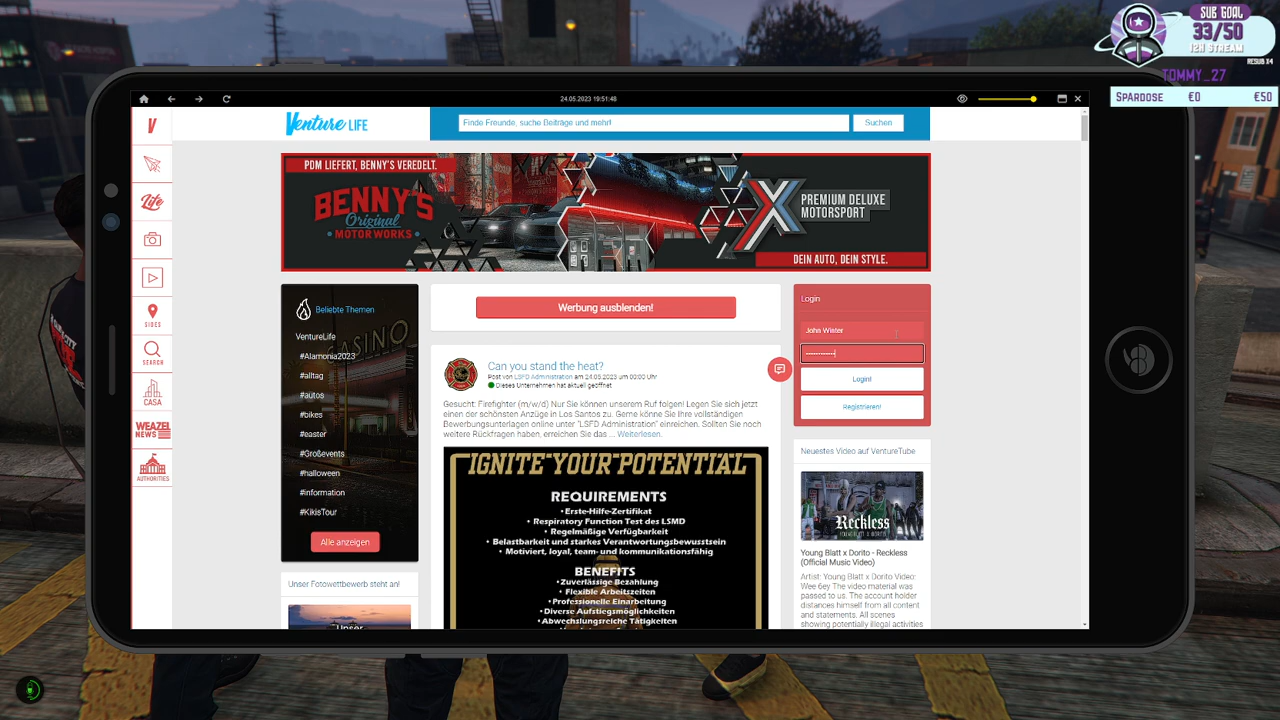 SUB GOAL
33/50
12H STREAM
RESUB X4
TOMMY_27
SPARDOSE €0 €50
24.05.2023 19:51:48
Venture LIFE
Finde Freunde, suche Beiträge und mehr!
Suchen
V
Life
SIDES
SEARCH
CASA
WEAZEL
NEWS
AUTHORITIES
PDM LIEFERT, BENNY'S VEREDELT.
BENNY'S
Original
MOTORWORKS
PREMIUM DELUXE
MOTORSPORT
DEIN AUTO, DEIN STYLE.
Beliebte Themen
VentureLife
#Alamonia2023
#alltag
#autos
#bikes
#easter
#Großevents
#halloween
#information
#KikisTour
Alle anzeigen
CASINO
Unser Fotowettbewerb steht an!
Unser
Werbung ausblenden!
Can you stand the heat?
Post von LSFD Administration am 24.05.2023 um 00:00 Uhr
Dieses Unternehmen hat aktuell geöffnet
Gesucht: Firefighter (m/w/d) Nur Sie können unserem Ruf folgen! Legen Sie sich jetzt
einen der schönsten Anzüge in Los Santos zu. Gerne könne Sie Ihre vollständigen
Bewerbungsunterlagen online unter "LSFD Administration" einreichen. Sollten Sie noch
weitere Rückfragen haben, erreichen Sie das ... Weiterlesen.
IGNITE YOUR POTENTIAL
REQUIREMENTS
•Erste-Hilfe-Zertifikat
• Respiratory Function Test des LSMD
• Regelmäßige Verfügbarkeit
• Belastbarkeit und starkes Verantwortungsbewusstsein
• Motiviert, loyal, team- und kommunikationsfähig
BENEFITS
•Zuverlässige Bezahlung
• Flexible Arbeitszeiten
•Professionelle Einarbeitung
•Diverse Aufstiegsmöglichkeiten
•Abwechslungsreiche Tätigkeiten
Login
John Winter
Login!
Registrieren!
Neuestes Video auf VentureTube
Reckless
Young Blatt x Dorito - Reckless
(Official Music Video)
Artist: Young Blatt x Dorito Video:
Wee 6ey The video material was
passed to us. The account holder
distances himself from all content
and statements. All scenes
showing potentially illegal activities